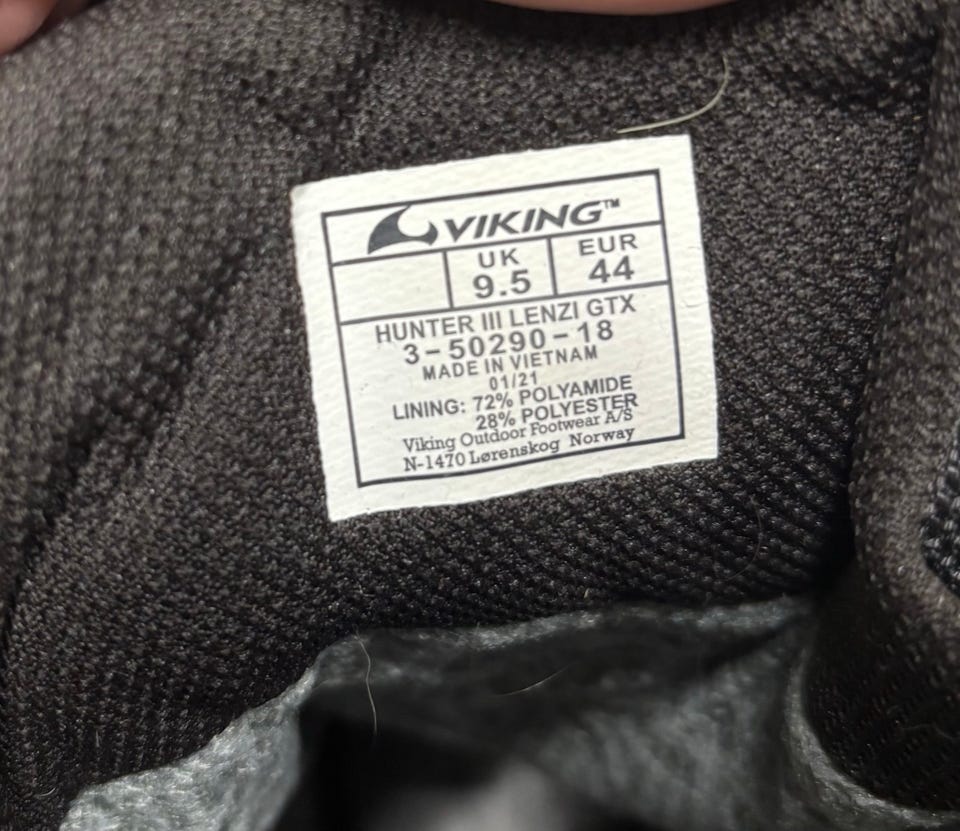 VIKING™
UK EUR
9.5 44
HUNTER III LENZI GTX
3-50290-18
MADE IN VIETNAM
01/21
LINING: 72% POLYAMIDE
28% POLYESTER
Viking Outdoor Footwear A/S
N-1470 Lørenskog Norway